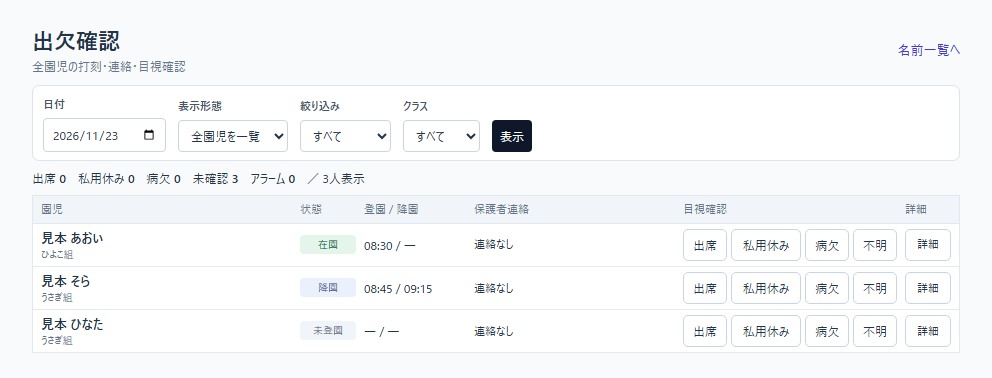 出欠確認
名前一覧へ
全園児の打刻・連絡・目視確認
日付 表示形態 絞り込み クラス
2026/11/23 全園児を一覧 すべて すべて 表示
出席 0 私用休み 0 病欠 0 未確認 3 アラーム 0 ／ 3人表示
園児 状態 登園 / 降園 保護者連絡 目視確認 詳細
見本 あおい
ひよこ組
在園 08:30 / — 連絡なし 出席 私用休み 病欠 不明 詳細
見本 そら
うさぎ組
降園 08:45 / 09:15 連絡なし 出席 私用休み 病欠 不明 詳細
見本 ひなた
うさぎ組
未登園 — / — 連絡なし 出席 私用休み 病欠 不明 詳細